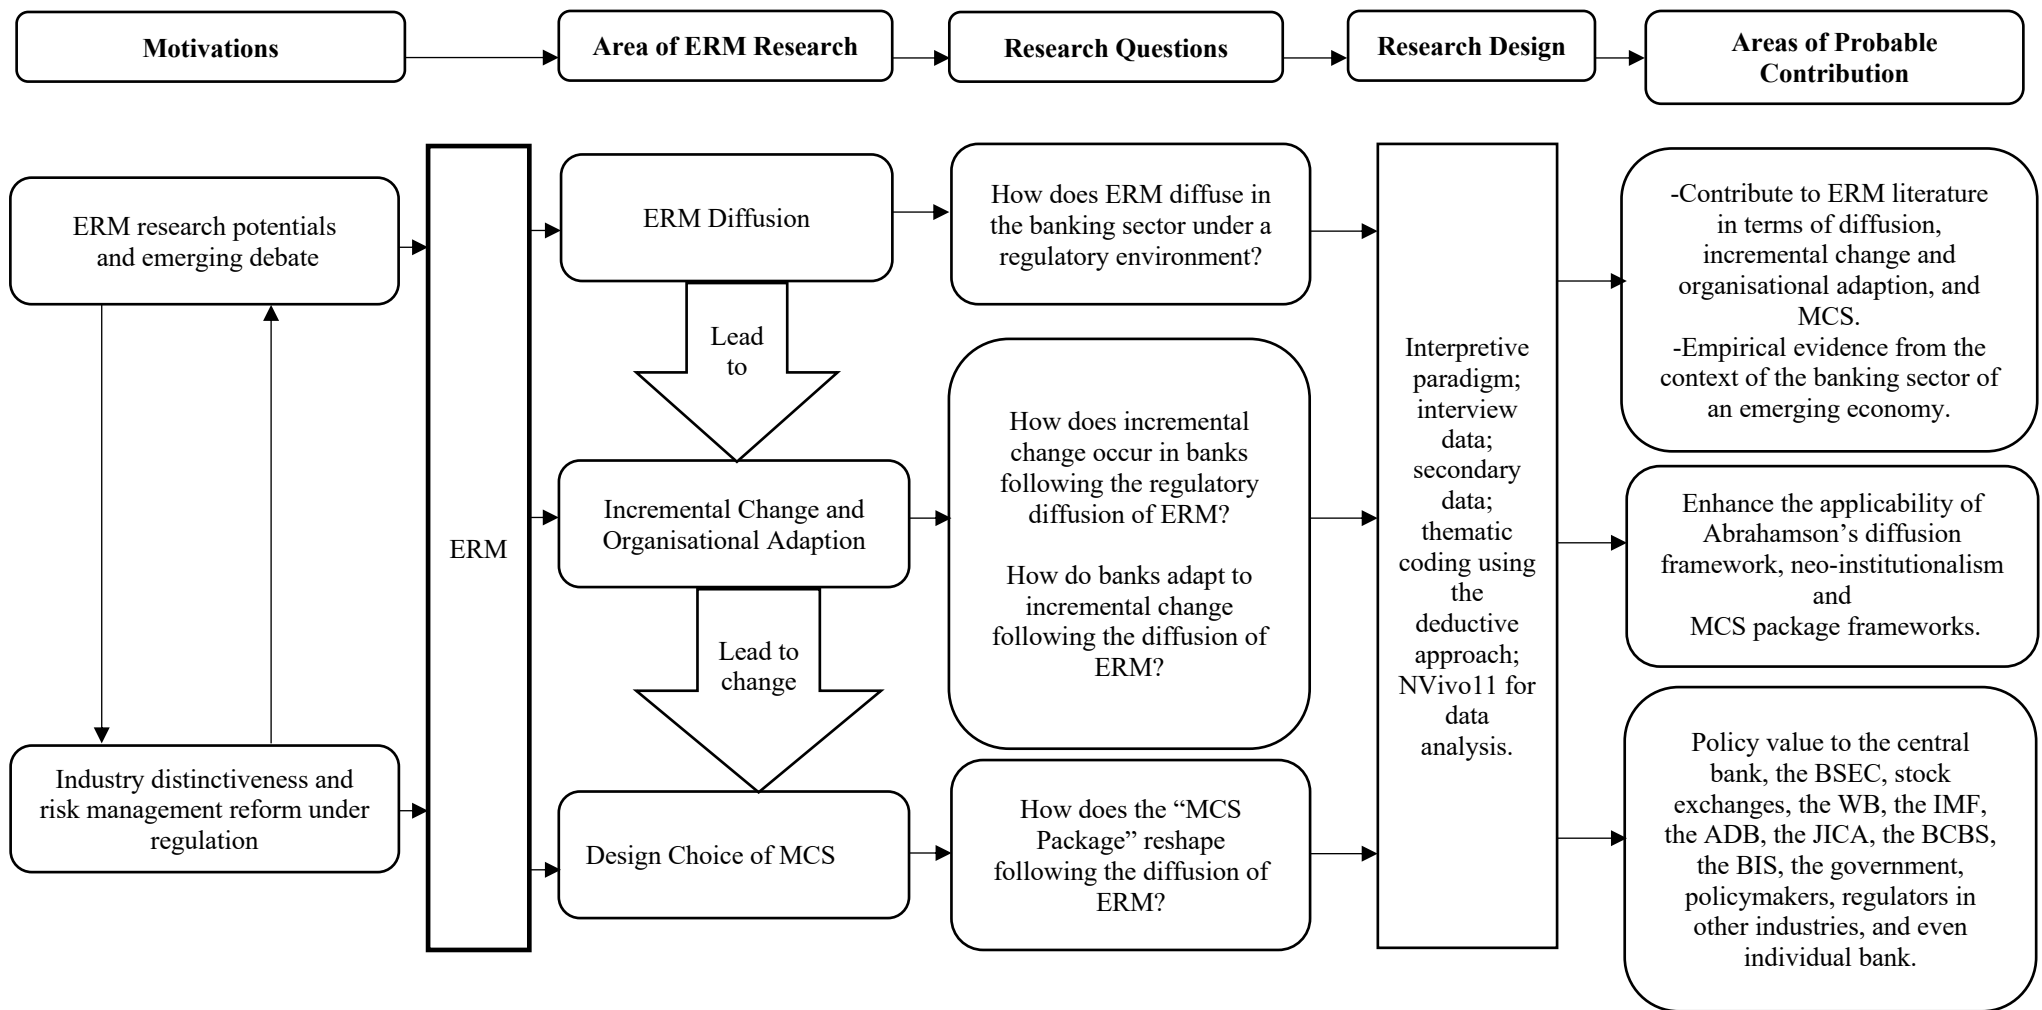 Motivations
Area of ERM Research
Research Questions
Research Design
Areas of Probable
Contribution
ERM research potentials
and emerging debate
Industry distinctiveness and
risk management reform under
regulation
ERM
ERM Diffusion
Lead
to
Incremental Change and
Organisational Adaption
Lead to
change
Design Choice of MCS
How does ERM diffuse in
the banking sector under a
regulatory environment?
How does incremental
change occur in banks
following the regulatory
diffusion of ERM?
How do banks adapt to
incremental change
following the diffusion of
ERM?
How does the “MCS
Package” reshape
following the diffusion of
ERM?
Interpretive
paradigm;
interview
data;
secondary
data;
thematic
coding using
the
deductive
approach;
NVivo11 for
data
analysis.
-Contribute to ERM literature
in terms of diffusion,
incremental change and
organisational adaption, and
MCS.
-Empirical evidence from the
context of the banking sector of
an emerging economy.
Enhance the applicability of
Abrahamson’s diffusion
framework, neo-institutionalism
and
MCS package frameworks.
Policy value to the central
bank, the BSEC, stock
exchanges, the WB, the IMF,
the ADB, the JICA, the BCBS,
the BIS, the government,
policymakers, regulators in
other industries, and even
individual bank.